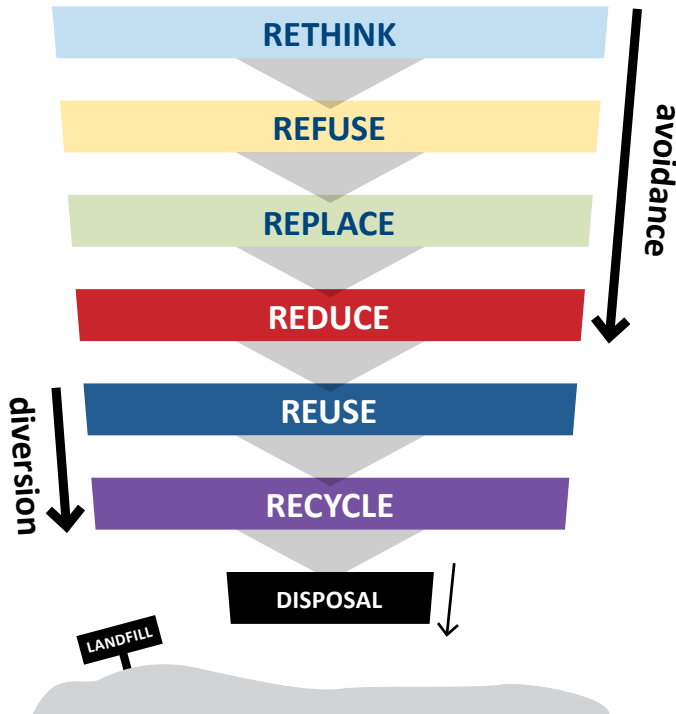 RETHINK
REFUSE
avoidance
REPLACE
REDUCE
REUSE
diversion
RECYCLE
DISPOSAL
LANDFILL